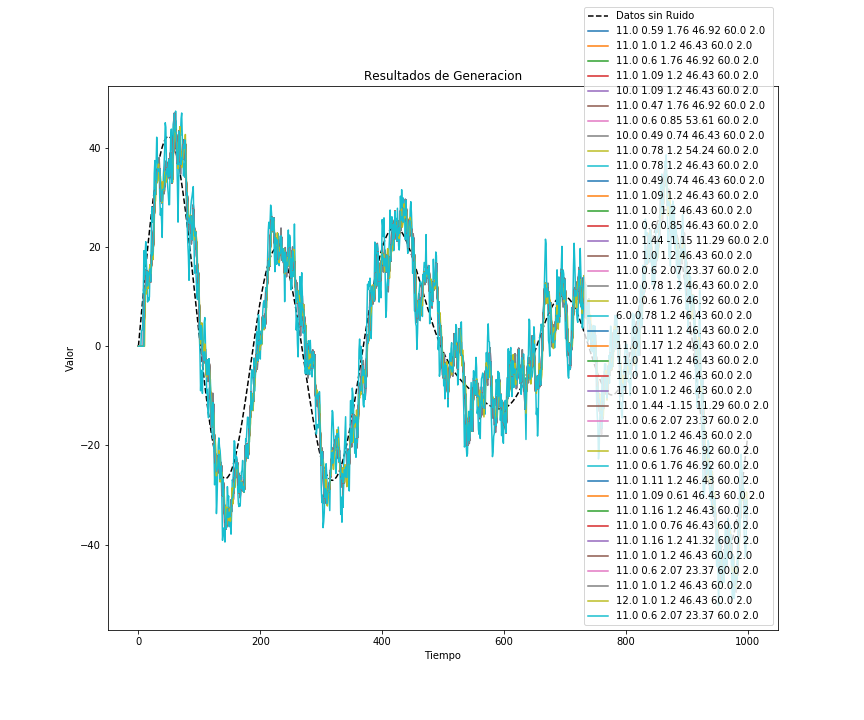 Datos sin Ruido
11.0 0.59 1.76 46.92 60.0 2.0
11.0 1.0 1.2 46.43 60.0 2.0
11.0 0.6 1.76 46.92 60.0 2.0
11.0 1.09 1.2 46.43 60.0 2.0
10.0 1.09 1.2 46.43 60.0 2.0
11.0 0.47 1.76 46.92 60.0 2.0
11.0 0.6 0.85 53.61 60.0 2.0
10.0 0.49 0.74 46.43 60.0 2.0
11.0 0.78 1.2 54.24 60.0 2.0
11.0 0.78 1.2 46.43 60.0 2.0
11.0 0.49 0.74 46.43 60.0 2.0
11.0 1.09 1.2 46.43 60.0 2.0
11.0 1.0 1.2 46.43 60.0 2.0
11.0 0.6 0.85 46.43 60.0 2.0
11.0 1.44 -1.15 11.29 60.0 2.0
11.0 1.0 1.2 46.43 60.0 2.0
11.0 0.6 2.07 23.37 60.0 2.0
11.0 0.78 1.2 46.43 60.0 2.0
11.0 0.6 1.76 46.92 60.0 2.0
6.0 0.78 1.2 46.43 60.0 2.0
11.0 1.11 1.2 46.43 60.0 2.0
11.0 1.17 1.2 46.43 60.0 2.0
11.0 1.41 1.2 46.43 60.0 2.0
11.0 1.0 1.2 46.43 60.0 2.0
11.0 1.0 1.2 46.43 60.0 2.0
11.0 1.44 -1.15 11.29 60.0 2.0
11.0 0.6 2.07 23.37 60.0 2.0
11.0 1.0 1.2 46.43 60.0 2.0
11.0 0.6 1.76 46.92 60.0 2.0
11.0 0.6 1.76 46.92 60.0 2.0
11.0 1.11 1.2 46.43 60.0 2.0
11.0 1.09 0.61 46.43 60.0 2.0
11.0 1.16 1.2 46.43 60.0 2.0
11.0 1.0 0.76 46.43 60.0 2.0
11.0 1.16 1.2 41.32 60.0 2.0
11.0 1.0 1.2 46.43 60.0 2.0
11.0 0.6 2.07 23.37 60.0 2.0
11.0 1.0 1.2 46.43 60.0 2.0
12.0 1.0 1.2 46.43 60.0 2.0
11.0 0.6 2.07 23.37 60.0 2.0
Resultados de Generacion
40
20
0
−20
−40
Valor
0 200 400 600 800 1000
Tiempo